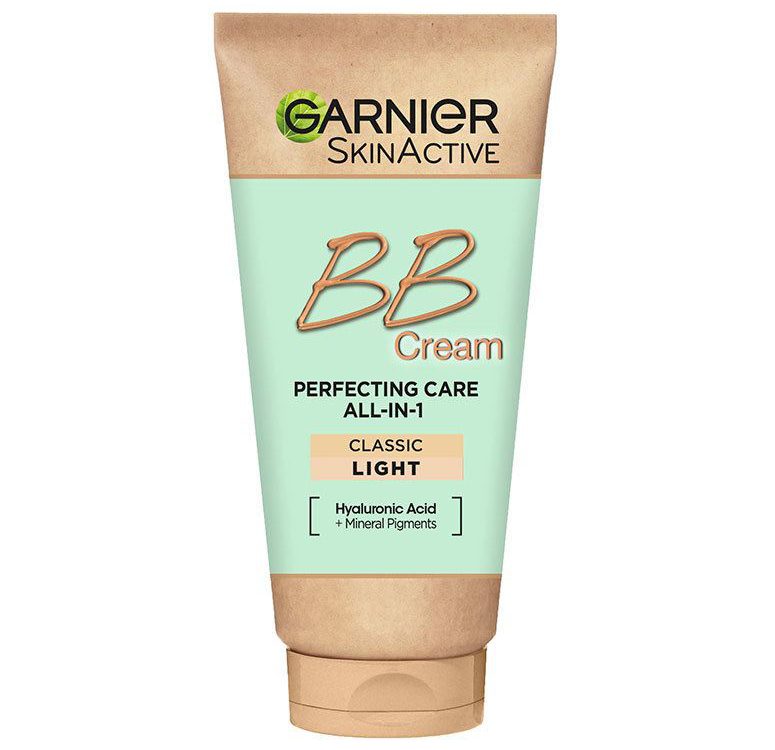 GARNIER
SKINACTIVE
BB
Cream
PERFECTING CARE
ALL-IN-1
CLASSIC
LIGHT
Hyaluronic Acid
+ Mineral Pigments